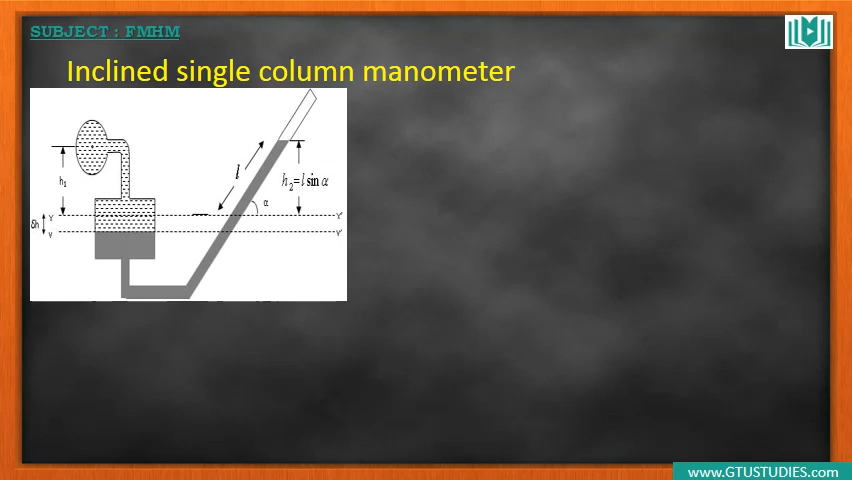 SUBJECT : FMHM
Inclined single column manometer
l
h₂=l sin α
h₁
α
δh
Y
Y'
Y
Y'
www.GTUSTUDIES.com